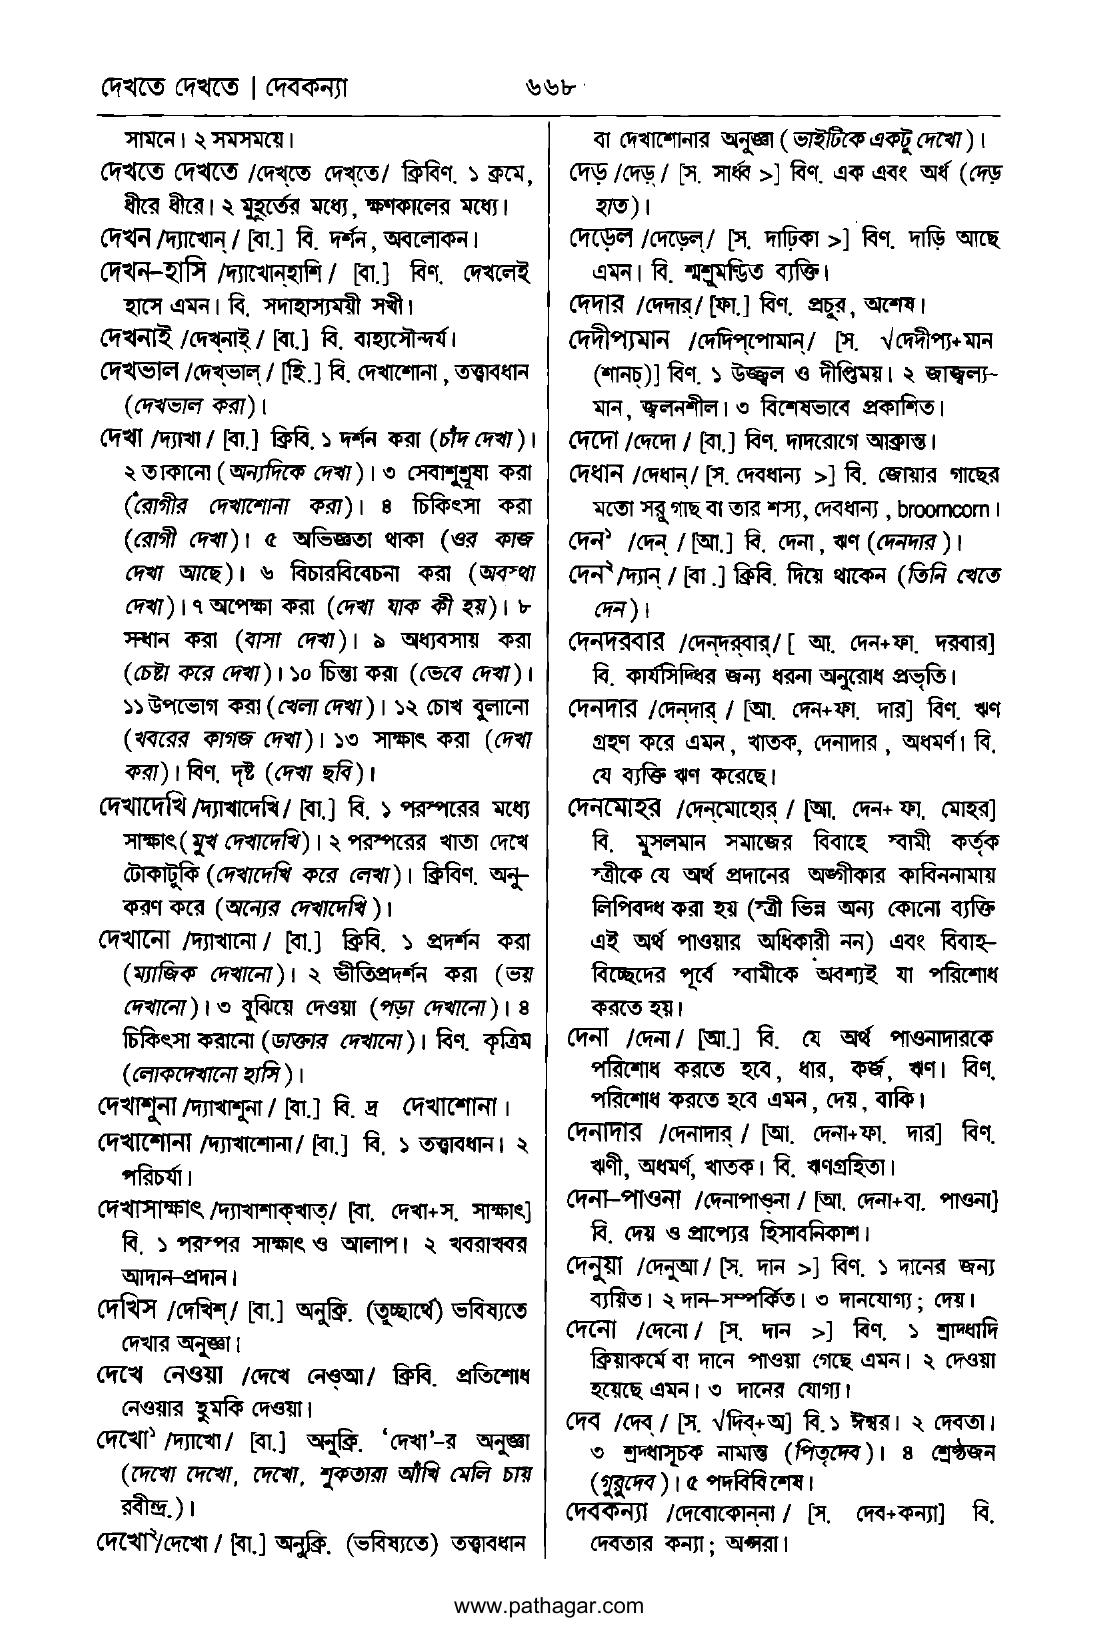 দেখতে দেখতে | দেবকন্যা
৬৬৮
সামনে। ২ সমসময়ে।
দেখতে দেখতে /দেখ্‌তে দেখ্‌তে/ ক্রিবিণ. ১ ক্রমে,
ধীরে ধীরে। ২ মুহূর্তের মধ্যে, ক্ষণকালের মধ্যে।
দেখন /দ্যাখোন্‌/ [বা.] বি. দর্শন, অবলোকন।
দেখন-হাসি /দ্যাখোন্‌হাশি/ [বা.] বিণ. দেখলেই
হাসে এমন। বি. সদাহাস্যময়ী সখী।
দেখনাই /দেখ্‌নাই্‌/ [বা.] বি. বাহ্যসৌন্দর্য।
দেখভাল /দেখ্‌ভাল্‌/ [হি.] বি. দেখাশোনা, তত্ত্বাবধান
(দেখভাল করা)।
দেখা /দ্যাখা/ [বা.] ক্রিবি. ১ দর্শন করা (চাঁদ দেখা)।
২ তাকানো (অন্যদিকে দেখা)। ৩ সেবাশুশ্রূষা করা
(রোগীর দেখাশোনা করা)। ৪ চিকিৎসা করা
(রোগী দেখা)। ৫ অভিজ্ঞতা থাকা (ওর কাজ
দেখা আছে)। ৬ বিচারবিবেচনা করা (অবস্থা
দেখা)। ৭ অপেক্ষা করা (দেখা যাক কী হয়)। ৮
সন্ধান করা (বাসা দেখা)। ৯ অধ্যবসায় করা
(চেষ্টা করে দেখা)। ১০ চিন্তা করা (ভেবে দেখা)।
১১ উপভোগ করা (খেলা দেখা)। ১২ চোখ বুলানো
(খবরের কাগজ দেখা)। ১৩ সাক্ষাৎ করা (দেখা
করা)। বিণ. দৃষ্ট (দেখা ছবি)।
দেখাদেখি /দ্যাখাদেখি/ [বা.] বি. ১ পরস্পরের মধ্যে
সাক্ষাৎ (মুখ দেখাদেখি)। ২ পরস্পরের খাতা দেখে
টোকাটুকি (দেখাদেখি করে লেখা)। ক্রিবিণ. অনু-
করণ করে (অন্যের দেখাদেখি)।
দেখানো /দ্যাখানো/ [বা.] ক্রিবি. ১ প্রদর্শন করা
(ম্যাজিক দেখানো)। ২ ভীতিপ্রদর্শন করা (ভয়
দেখানো)। ৩ বুঝিয়ে দেওয়া (পড়া দেখানো)। ৪
চিকিৎসা করানো (ডাক্তার দেখানো)। বিণ. কৃত্রিম
(লোকদেখানো হাসি)।
দেখাশুনা /দ্যাখাশুনা/ [বা.] বি. দ্র দেখাশোনা।
দেখাশোনা /দ্যাখাশোনা/ [বা.] বি. ১ তত্ত্বাবধান। ২
পরিচর্যা।
দেখাসাক্ষাৎ /দ্যাখাশাক্‌খাত্‌/ [বা. দেখা+স. সাক্ষাৎ]
বি. ১ পরস্পর সাক্ষাৎ ও আলাপ। ২ খবরাখবর
আদান-প্রদান।
দেখিস /দেখিশ্‌/ [বা.] অনুক্রি. (তুচ্ছার্থে) ভবিষ্যতে
দেখার অনুজ্ঞা।
দেখে নেওয়া /দেখে নেওআ/ ক্রিবি. প্রতিশোধ
নেওয়ার হুমকি দেওয়া।
দেখো১ /দ্যাখো/ [বা.] অনুক্রি. ‘দেখা’-র অনুজ্ঞা
(দেখো দেখো, দেখো, শুকতারা আঁখি মেলি চায়
রবীন্দ্র.)।
দেখো২/দেখো/ [বা.] অনুক্রি. (ভবিষ্যতে) তত্ত্বাবধান
বা দেখাশোনার অনুজ্ঞা (ভাইটিকে একটু দেখো)।
দেড় /দেড়্‌/ [স. সার্ধ >] বিণ. এক এবং অর্ধ (দেড়
হাত)।
দেড়েল /দেড়েল্‌/ [স. দাঢ়িকা >] বিণ. দাড়ি আছে
এমন। বি. শ্মশ্রুমণ্ডিত ব্যক্তি।
দেদার /দেদার্‌/ [ফা.] বিণ. প্রচুর, অশেষ।
দেদীপ্যমান /দেদিপ্‌পোমান্‌/ [স. √দেদীপ্য+মান
(শানচ্‌)] বিণ. ১ উজ্জ্বল ও দীপ্তিময়। ২ জাজ্বল্য-
মান, জ্বলনশীল। ৩ বিশেষভাবে প্রকাশিত।
দেদো /দেদো/ [বা.] বিণ. দাদরোগে আক্রান্ত।
দেধান /দেধান্‌/ [স. দেবধান্য >] বি. জোয়ার গাছের
মতো সরু গাছ বা তার শস্য, দেবধান্য, broomcorn।
দেন১ /দেন্‌/ [আ.] বি. দেনা, ঋণ (দেনদার)।
দেন২ /দ্যান্‌/ [বা.] ক্রিবি. দিয়ে থাকেন (তিনি খেতে
দেন)।
দেনদরবার /দেন্‌দর্‌বার্‌/ [ আ. দেন+ফা. দরবার]
বি. কার্যসিদ্ধির জন্য ধরনা অনুরোধ প্রভৃতি।
দেনদার /দেন্‌দার্‌/ [আ. দেন+ফা. দার] বিণ. ঋণ
গ্রহণ করে এমন, খাতক, দেনাদার, অধমর্ণ। বি.
যে ব্যক্তি ঋণ করেছে।
দেনমোহর /দেন্‌মোহোর্‌/ [আ. দেন+ ফা. মোহর]
বি. মুসলমান সমাজের বিবাহে স্বামী কর্তৃক
স্ত্রীকে যে অর্থ প্রদানের অঙ্গীকার কাবিননামায়
লিপিবদ্ধ করা হয় (স্ত্রী ভিন্ন অন্য কোনো ব্যক্তি
এই অর্থ পাওয়ার অধিকারী নন) এবং বিবাহ-
বিচ্ছেদের পূর্বে স্বামীকে অবশ্যই যা পরিশোধ
করতে হয়।
দেনা /দেনা/ [আ.] বি. যে অর্থ পাওনাদারকে
পরিশোধ করতে হবে, ধার, কর্জ, ঋণ। বিণ.
পরিশোধ করতে হবে এমন, দেয়, বাকি।
দেনাদার /দেনাদার্‌/ [আ. দেনা+ফা. দার] বিণ.
ঋণী, অধমর্ণ, খাতক। বি. ঋণগ্রহিতা।
দেনা-পাওনা /দেনাপাও্‌না/ [আ. দেনা+বা. পাওনা]
বি. দেয় ও প্রাপ্যের হিসাবনিকাশ।
দেনুয়া /দেনুআ/ [স. দান >] বিণ. ১ দানের জন্য
ব্যয়িত। ২ দান-সম্পর্কিত। ৩ দানযোগ্য; দেয়।
দেনো /দেনো/ [স. দান >] বিণ. ১ শ্রাদ্ধাদি
ক্রিয়াকর্মে বা দানে পাওয়া গেছে এমন। ২ দেওয়া
হয়েছে এমন। ৩ দানের যোগ্য।
দেব /দেব্‌/ [স. √দিব্‌+অ] বি. ১ ঈশ্বর। ২ দেবতা।
৩ শ্রদ্ধাসূচক নামান্ত (পিতৃদেব)। ৪ শ্রেষ্ঠজন
(গুরুদেব)। ৫ পদবিবিশেষ।
দেবকন্যা /দেবোকোন্‌না/ [স. দেব+কন্যা] বি.
দেবতার কন্যা; অপ্সরা।
www.pathagar.com